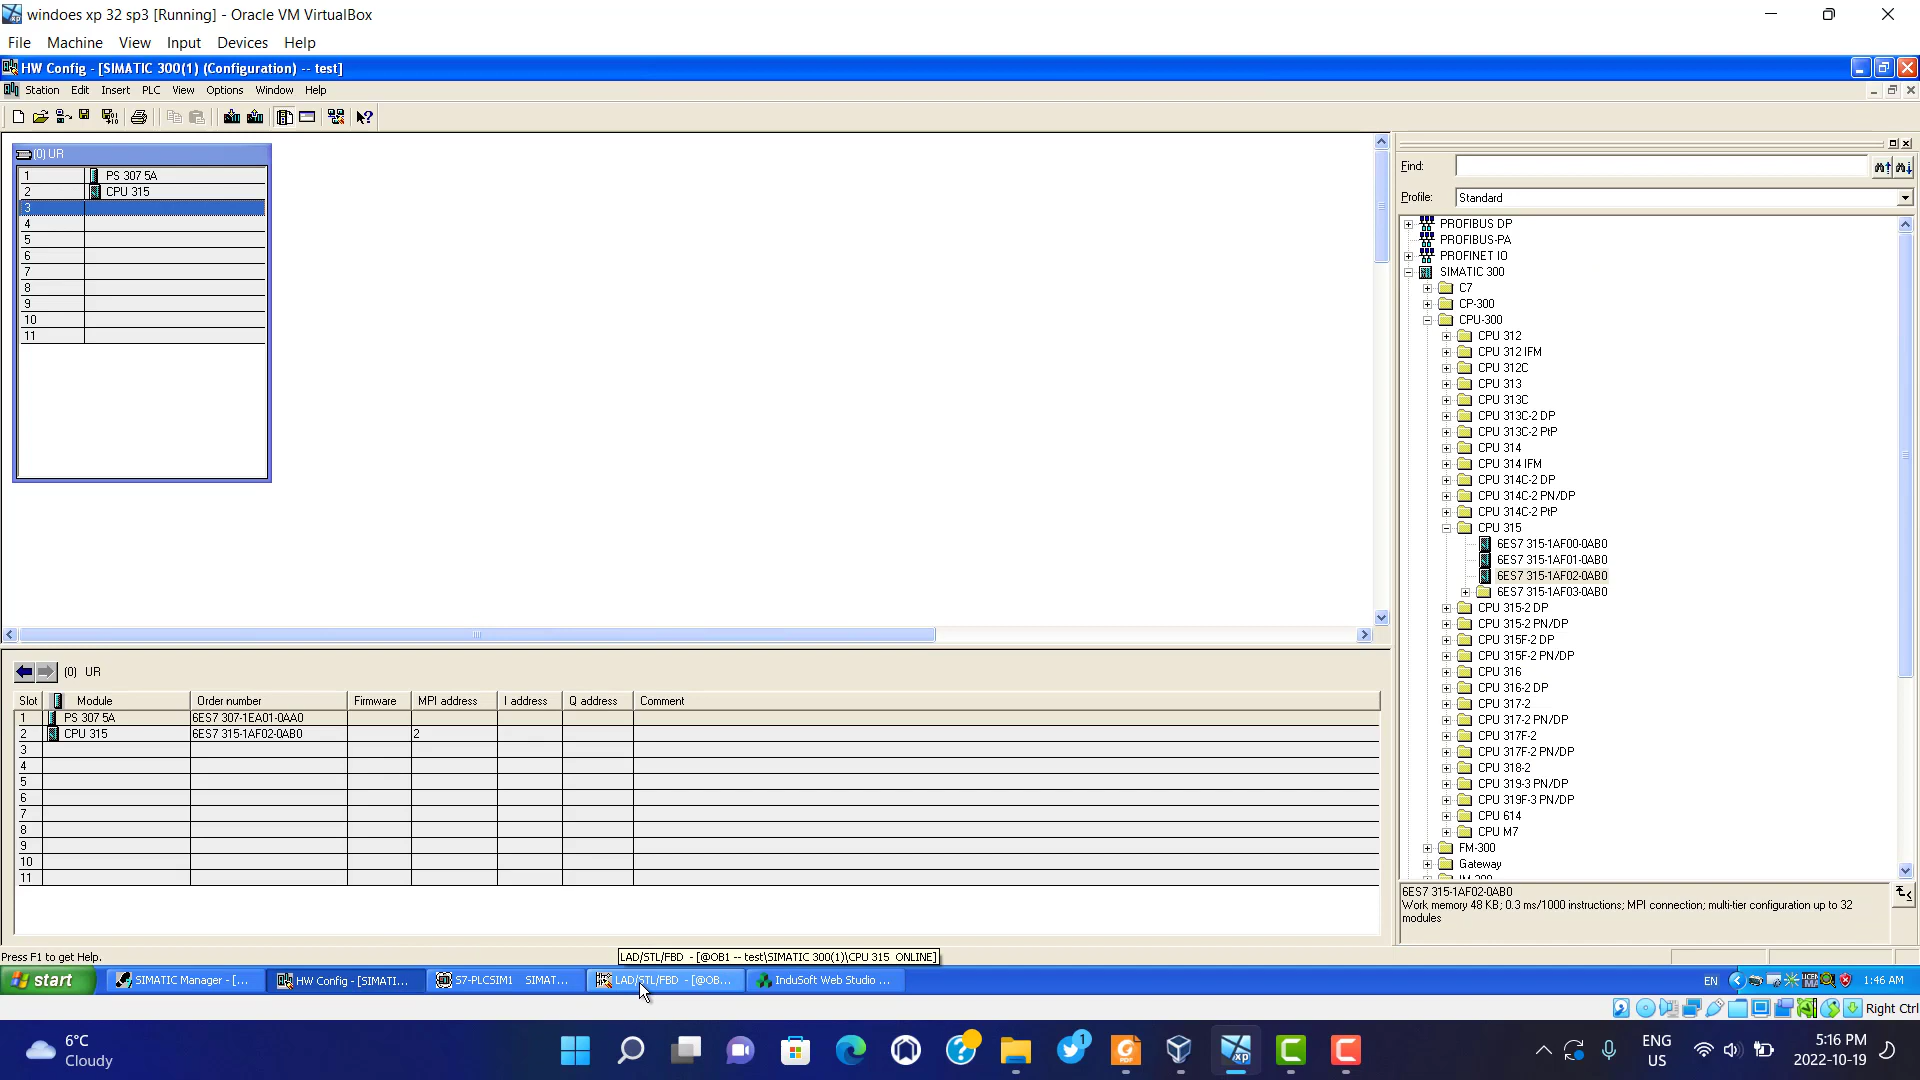 windoes xp 32 sp3 [Running] - Oracle VM VirtualBox
File Machine View Input Devices Help
HW Config - [SIMATIC 300(1) (Configuration) -- test]
Station Edit Insert PLC View Options Window Help
(0) UR
1 PS 307 5A
2 CPU 315
3
4
5
6
7
8
9
10
11
Find:
Profile: Standard
PROFIBUS DP
PROFIBUS-PA
PROFINET IO
SIMATIC 300
C7
CP-300
CPU-300
CPU 312
CPU 312 IFM
CPU 312C
CPU 313
CPU 313C
CPU 313C-2 DP
CPU 313C-2 PtP
CPU 314
CPU 314 IFM
CPU 314C-2 DP
CPU 314C-2 PN/DP
CPU 314C-2 PtP
CPU 315
6ES7 315-1AF00-0AB0
6ES7 315-1AF01-0AB0
6ES7 315-1AF02-0AB0
6ES7 315-1AF03-0AB0
CPU 315-2 DP
CPU 315-2 PN/DP
CPU 315F-2 DP
CPU 315F-2 PN/DP
CPU 316
CPU 316-2 DP
CPU 317-2
CPU 317-2 PN/DP
CPU 317F-2
CPU 317F-2 PN/DP
CPU 318-2
CPU 319-3 PN/DP
CPU 319F-3 PN/DP
CPU 614
CPU M7
FM-300
Gateway
6ES7 315-1AF02-0AB0
Work memory 48 KB; 0.3 ms/1000 instructions; MPI connection; multi-tier configuration up to 32
modules
(0) UR
Slot Module Order number Firmware MPI address I address Q address Comment
1 PS 307 5A 6ES7 307-1EA01-0AA0
2 CPU 315 6ES7 315-1AF02-0AB0 2
3
4
5
6
7
8
9
10
11
Press F1 to get Help.
LAD/STL/FBD - [@OB1 -- test\SIMATIC 300(1)\CPU 315 ONLINE]
start SIMATIC Manager - [... HW Config - [SIMATI... S7-PLCSIM1 SIMAT... LAD/STL/FBD - [@OB... InduSoft Web Studio ... EN 1:46 AM
Right Ctrl
6°C
Cloudy
1
ENG
US
5:16 PM
2022-10-19